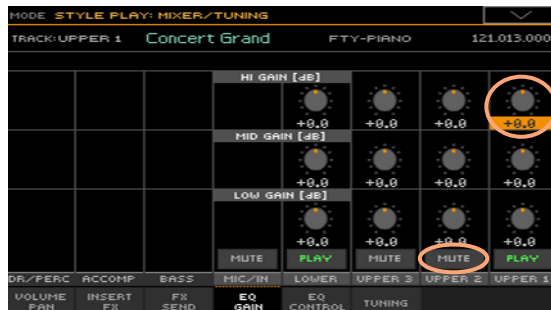 MODE STYLE PLAY: MIXER/TUNING
TRACK:UPPER 1 Concert Grand FTY-PIANO 121.013.000
HI GAIN [dB]
+0.0 +0.0 +0.0 +0.0
MID GAIN [dB]
+0.0 +0.0 +0.0 +0.0
LOW GAIN [dB]
+0.0 +0.0 +0.0 +0.0
MUTE PLAY MUTE MUTE PLAY
DR/PERC ACCOMP BASS MIC/IN LOWER UPPER 3 UPPER 2 UPPER 1
VOLUME PAN INSERT FX FX SEND EQ GAIN EQ CONTROL TUNING